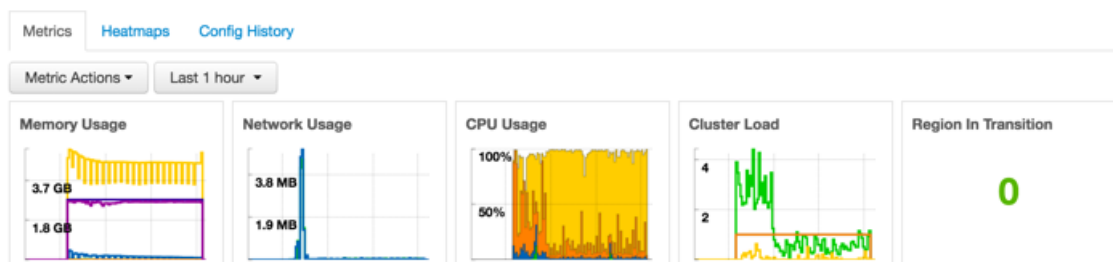 Metrics Heatmaps Config History
Metric Actions Last 1 hour
Memory Usage
3.7 GB
1.8 GB
Network Usage
3.8 MB
1.9 MB
CPU Usage
100%
50%
Cluster Load
4
2
Region In Transition
0